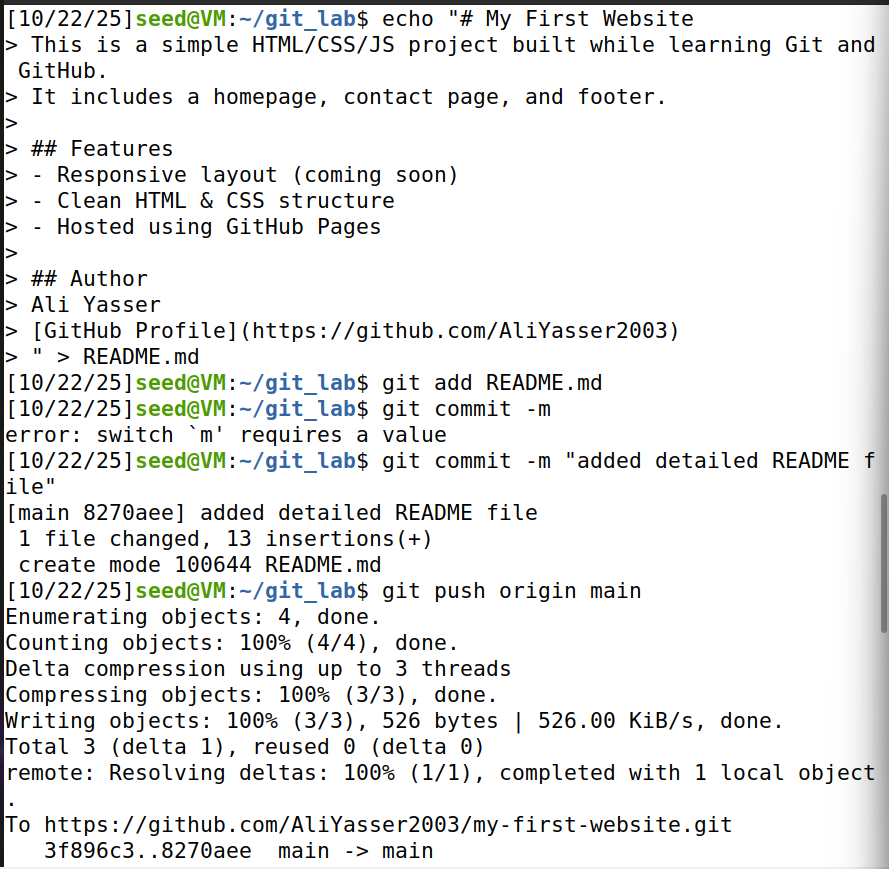 [10/22/25]seed@VM:~/git_lab$ echo "# My First Website
> This is a simple HTML/CSS/JS project built while learning Git and
 GitHub.
> It includes a homepage, contact page, and footer.
>
> ## Features
> - Responsive layout (coming soon)
> - Clean HTML & CSS structure
> - Hosted using GitHub Pages
>
> ## Author
> Ali Yasser
> [GitHub Profile](https://github.com/AliYasser2003)
> " > README.md
[10/22/25]seed@VM:~/git_lab$ git add README.md
[10/22/25]seed@VM:~/git_lab$ git commit -m
error: switch `m' requires a value
[10/22/25]seed@VM:~/git_lab$ git commit -m "added detailed README f
ile"
[main 8270aee] added detailed README file
 1 file changed, 13 insertions(+)
 create mode 100644 README.md
[10/22/25]seed@VM:~/git_lab$ git push origin main
Enumerating objects: 4, done.
Counting objects: 100% (4/4), done.
Delta compression using up to 3 threads
Compressing objects: 100% (3/3), done.
Writing objects: 100% (3/3), 526 bytes | 526.00 KiB/s, done.
Total 3 (delta 1), reused 0 (delta 0)
remote: Resolving deltas: 100% (1/1), completed with 1 local object
.
To https://github.com/AliYasser2003/my-first-website.git
   3f896c3..8270aee  main -> main